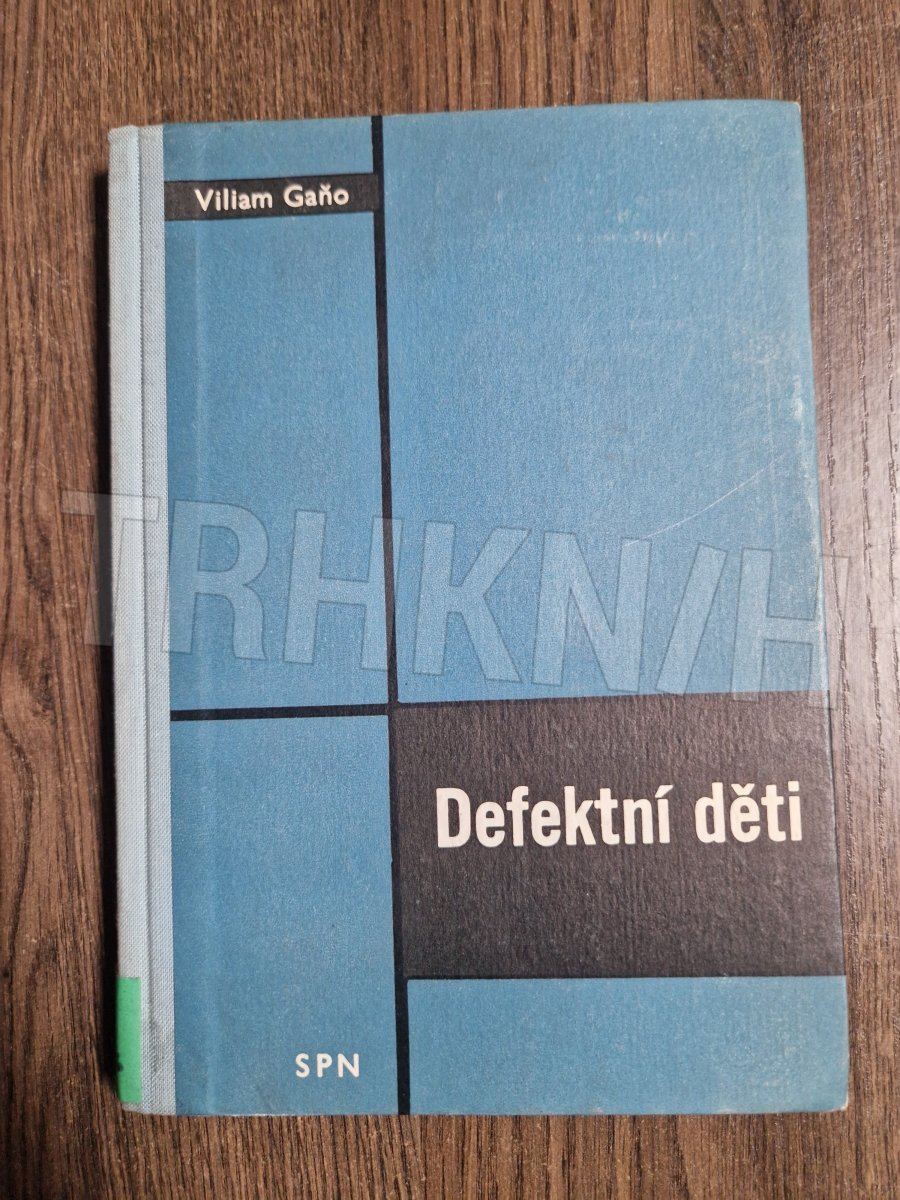 Viliam Gaňo
TRHKNIH
Defektní děti
SPN